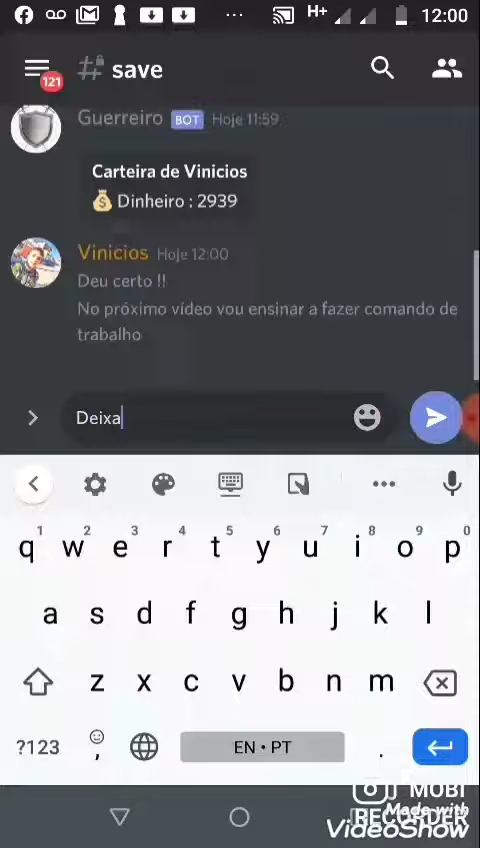 H+ 12:00
121 # save
Guerreiro BOT Hoje 11:59
Carteira de Vinicios
Dinheiro : 2939
Vinicios Hoje 12:00
Deu certo !!
No próximo vídeo vou ensinar a fazer comando de
trabalho
Deixa
1 2 3 4 5 6 7 8 9 0
q w e r t y u i o p
a s d f g h j k l
z x c v b n m
?123 , EN • PT .
MOBI
Made with
RECORDER
VideoShow